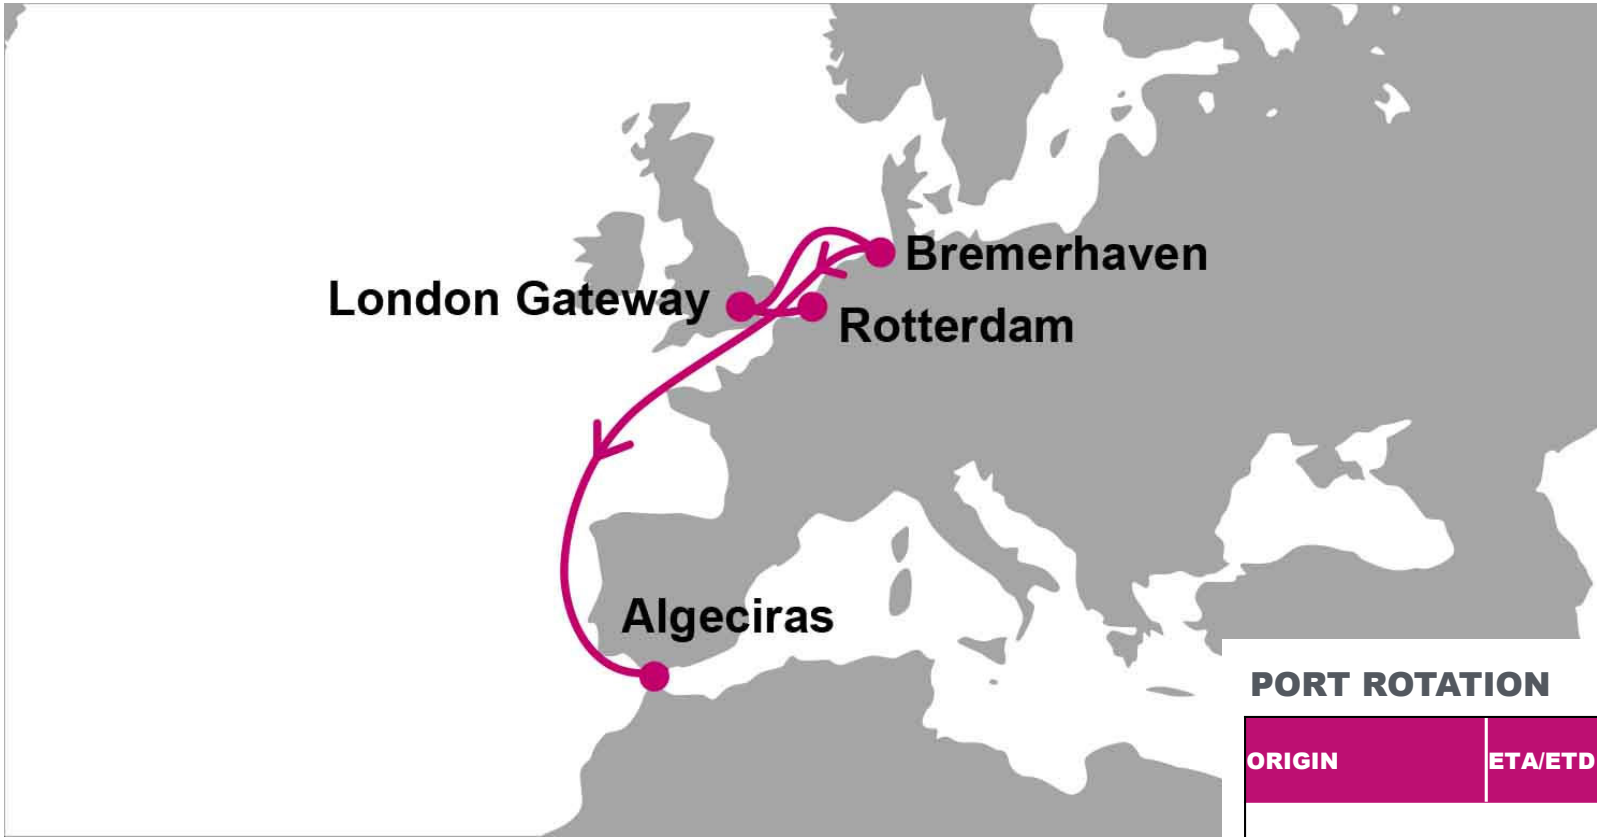 Bremerhaven
London Gateway
Rotterdam
Algeciras
PORT ROTATION
ORIGIN
ETA/ETD